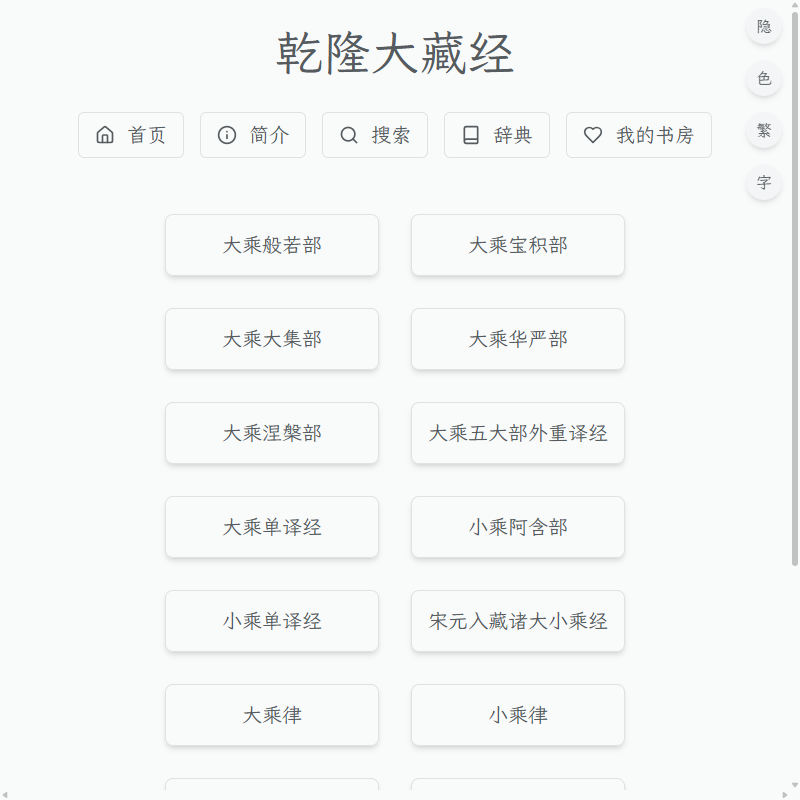 乾隆大藏经
隐
色
繁
字
首页 简介 搜索 辞典 我的书房
大乘般若部 大乘宝积部
大乘大集部 大乘华严部
大乘涅槃部 大乘五大部外重译经
大乘单译经 小乘阿含部
小乘单译经 宋元入藏诸大小乘经
大乘律 小乘律